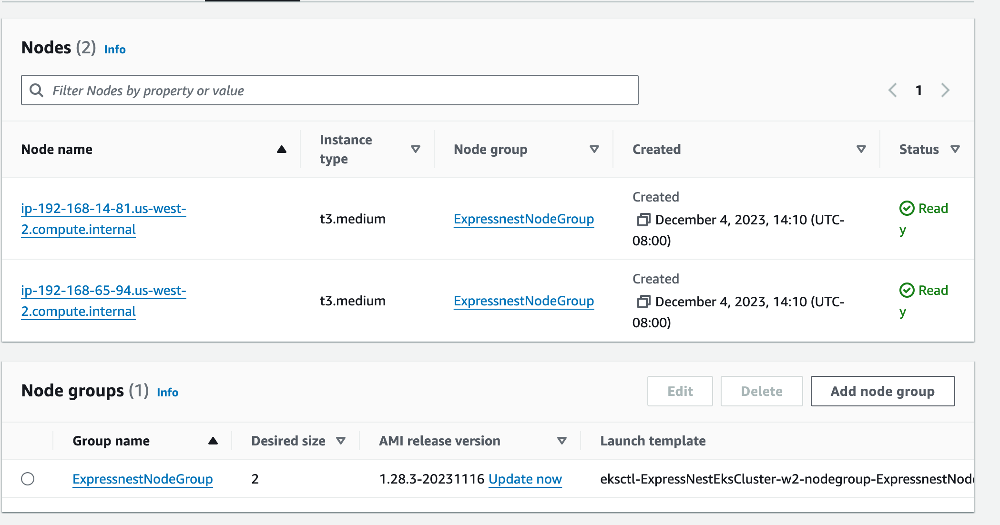 Nodes (2) Info
Filter Nodes by property or value
1
Node name
Instance
type
Node group
Created
Status
ip-192-168-14-81.us-west-
2.compute.internal
t3.medium
ExpressnestNodeGroup
Created
December 4, 2023, 14:10 (UTC-
08:00)
Read
y
ip-192-168-65-94.us-west-
2.compute.internal
t3.medium
ExpressnestNodeGroup
Created
December 4, 2023, 14:10 (UTC-
08:00)
Read
y
Node groups (1) Info
Edit
Delete
Add node group
Group name
Desired size
AMI release version
Launch template
ExpressnestNodeGroup
2
1.28.3-20231116 Update now
eksctl-ExpressNestEksCluster-w2-nodegroup-ExpressnestNode